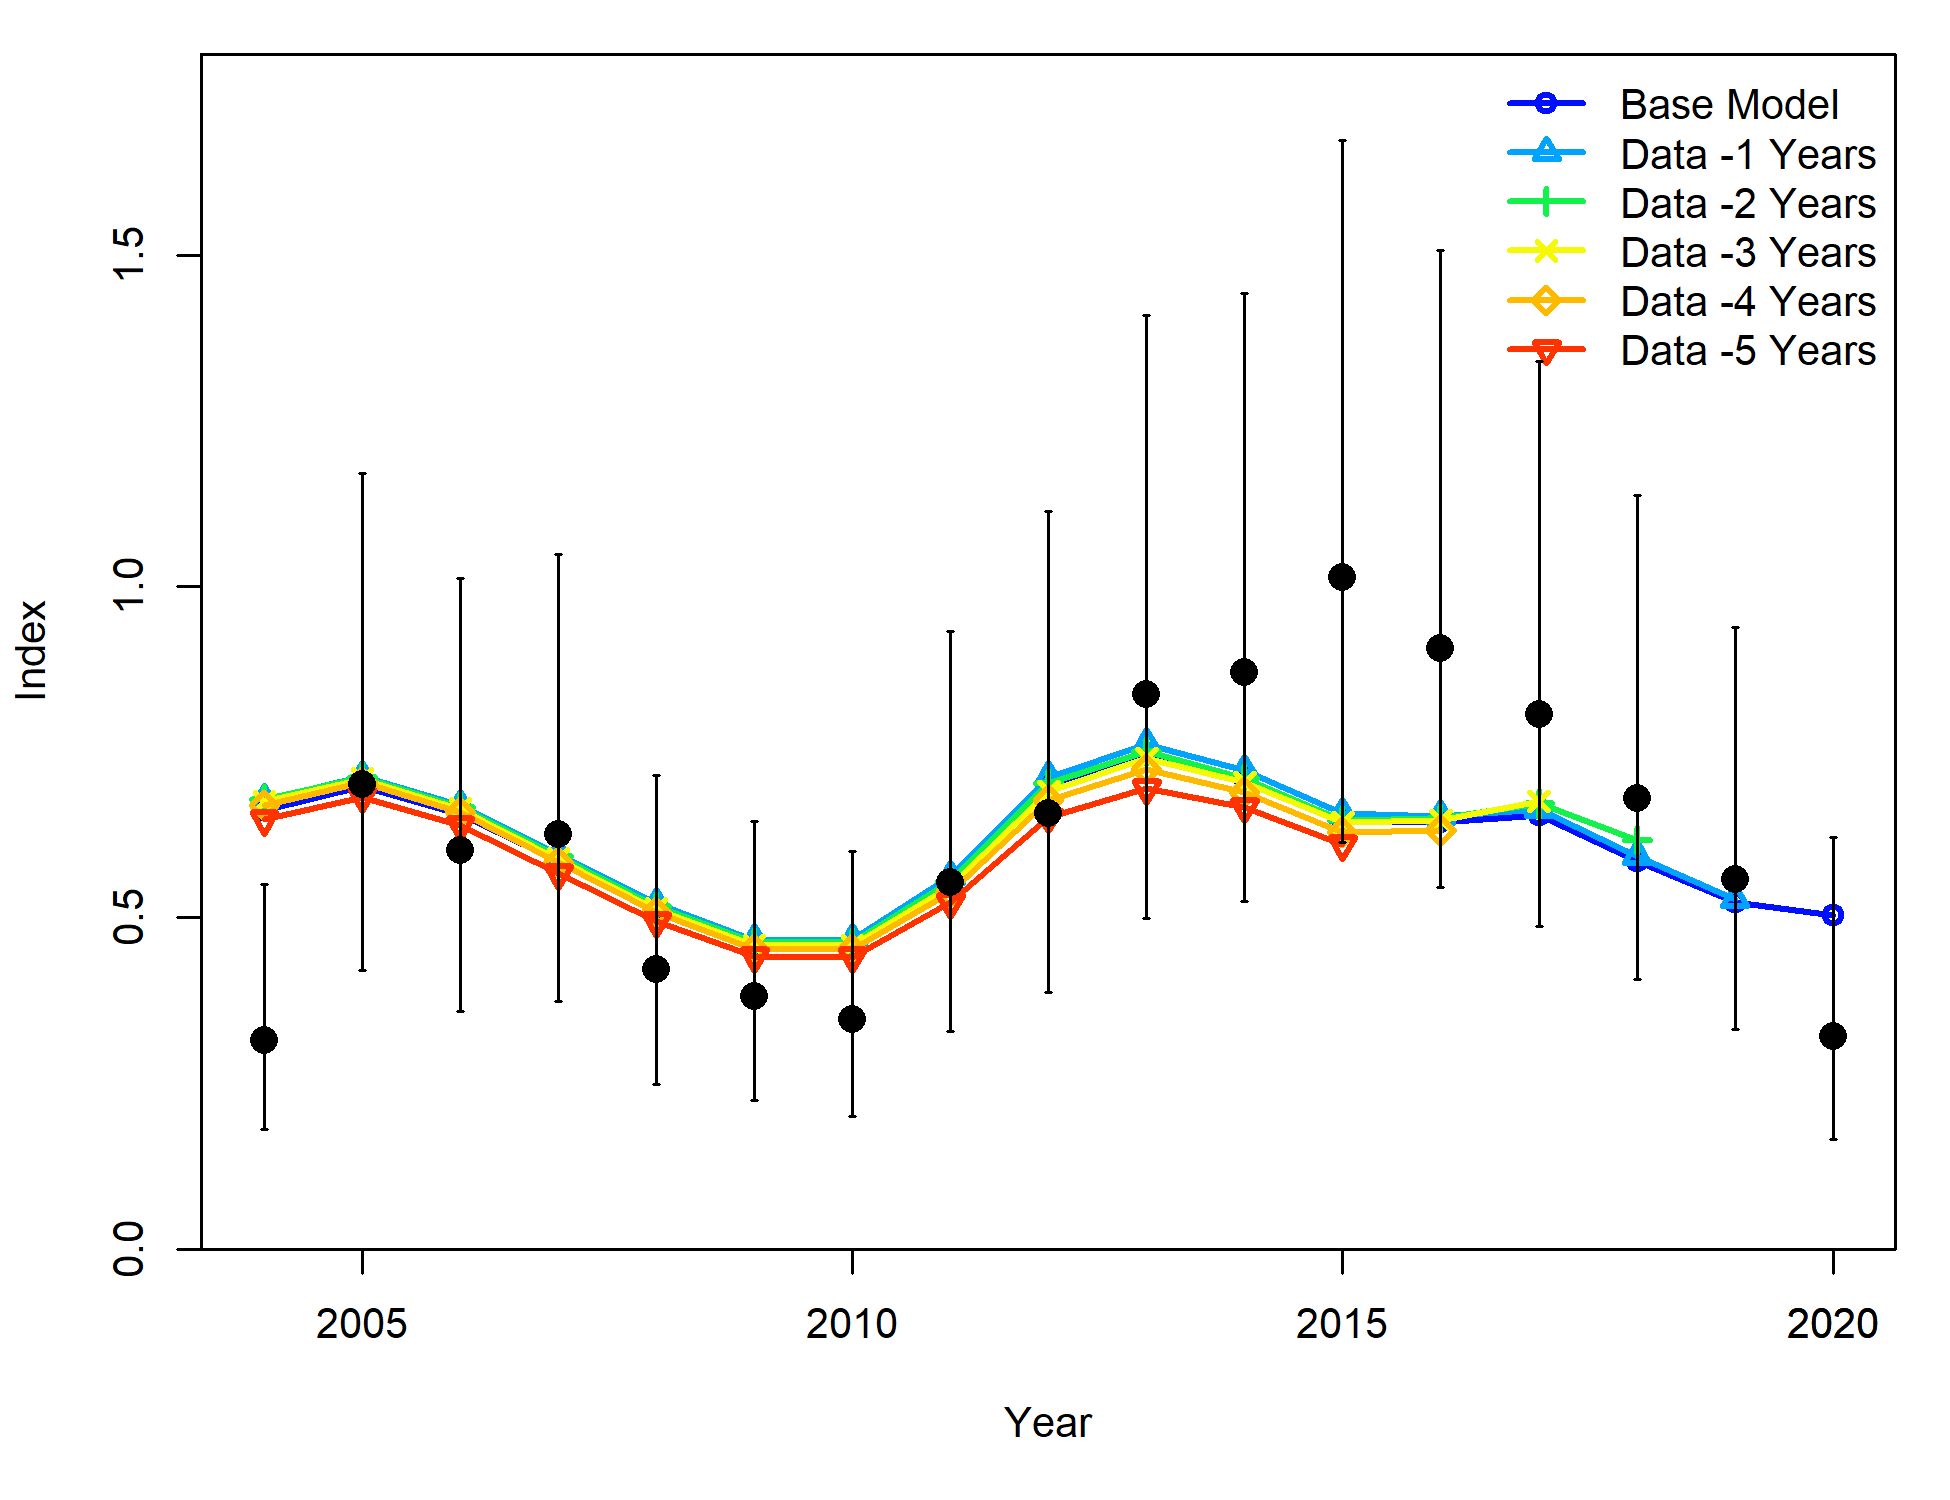 Base Model
Data -1 Years
Data -2 Years
Data -3 Years
Data -4 Years
Data -5 Years
1.5
1.0
0.5
0.0
Index
2005 2010 2015 2020
Year